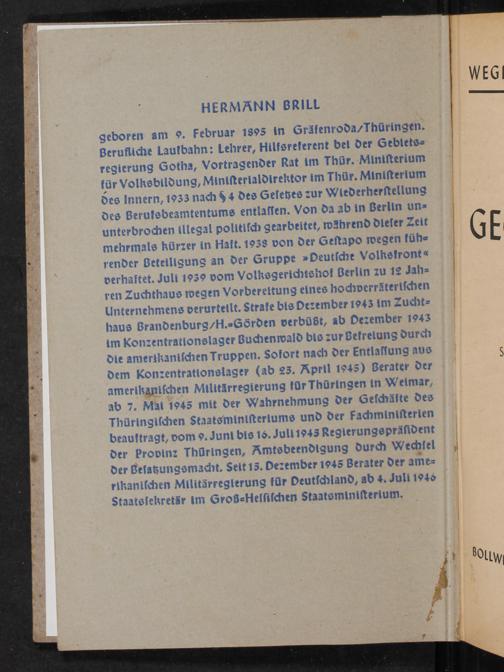 HERMANN BRILL
geboren am 9. Februar 1895 in Gräfenroda/Thüringen.
Berufliche Laufbahn: Lehrer, Hilfsreferent bei der Gebiets-
regierung Gotha, Vortragender Rat im Thür. Ministerium
für Volksbildung, Ministerialdirektor im Thür. Ministerium
des Innern, 1933 nach § 4 des Gesetzes zur Wiederherstellung
des Berufsbeamtentums entlassen. Von da ab in Berlin un-
unterbrochen illegal politisch gearbeitet, während dieser Zeit
mehrmals kürzer in Haft. 1938 von der Gestapo wegen füh-
render Beteiligung an der Gruppe »Deutsche Volksfront«
verhaftet. Juli 1939 vom Volksgerichtshof Berlin zu 12 Jah-
ren Zuchthaus wegen Vorbereitung eines hochverräterischen
Unternehmens verurteilt. Strafe bis Dezember 1943 im Zucht-
haus Brandenburg/H.-Görden verbüßt, ab Dezember 1943
im Konzentrationslager Buchenwald bis zur Befreiung durch
die amerikanischen Truppen. Sofort nach der Entlassung aus
dem Konzentrationslager (ab 23. April 1945) Berater der
amerikanischen Militärregierung für Thüringen in Weimar,
ab 7. Mai 1945 mit der Wahrnehmung der Geschäfte des
Thüringischen Staatsministeriums und der Fachministerien
beauftragt, vom 9. Juni bis 16. Juli 1945 Regierungspräsident
der Provinz Thüringen, Amtsbeendigung durch Wechsel
der Besatzungsmacht. Seit 15. Dezember 1945 Berater der ame-
rikanischen Militärregierung für Deutschland, ab 4. Juli 1946
Staatssekretär im Groß-Hessischen Staatsministerium.
WEG
GE
S
BOLLW